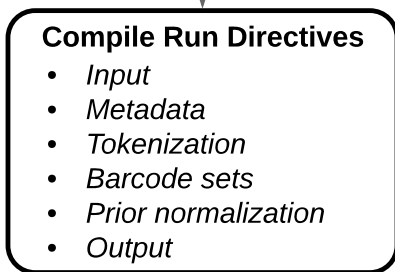 Compile Run Directives
• Input
• Metadata
• Tokenization
• Barcode sets
• Prior normalization
• Output